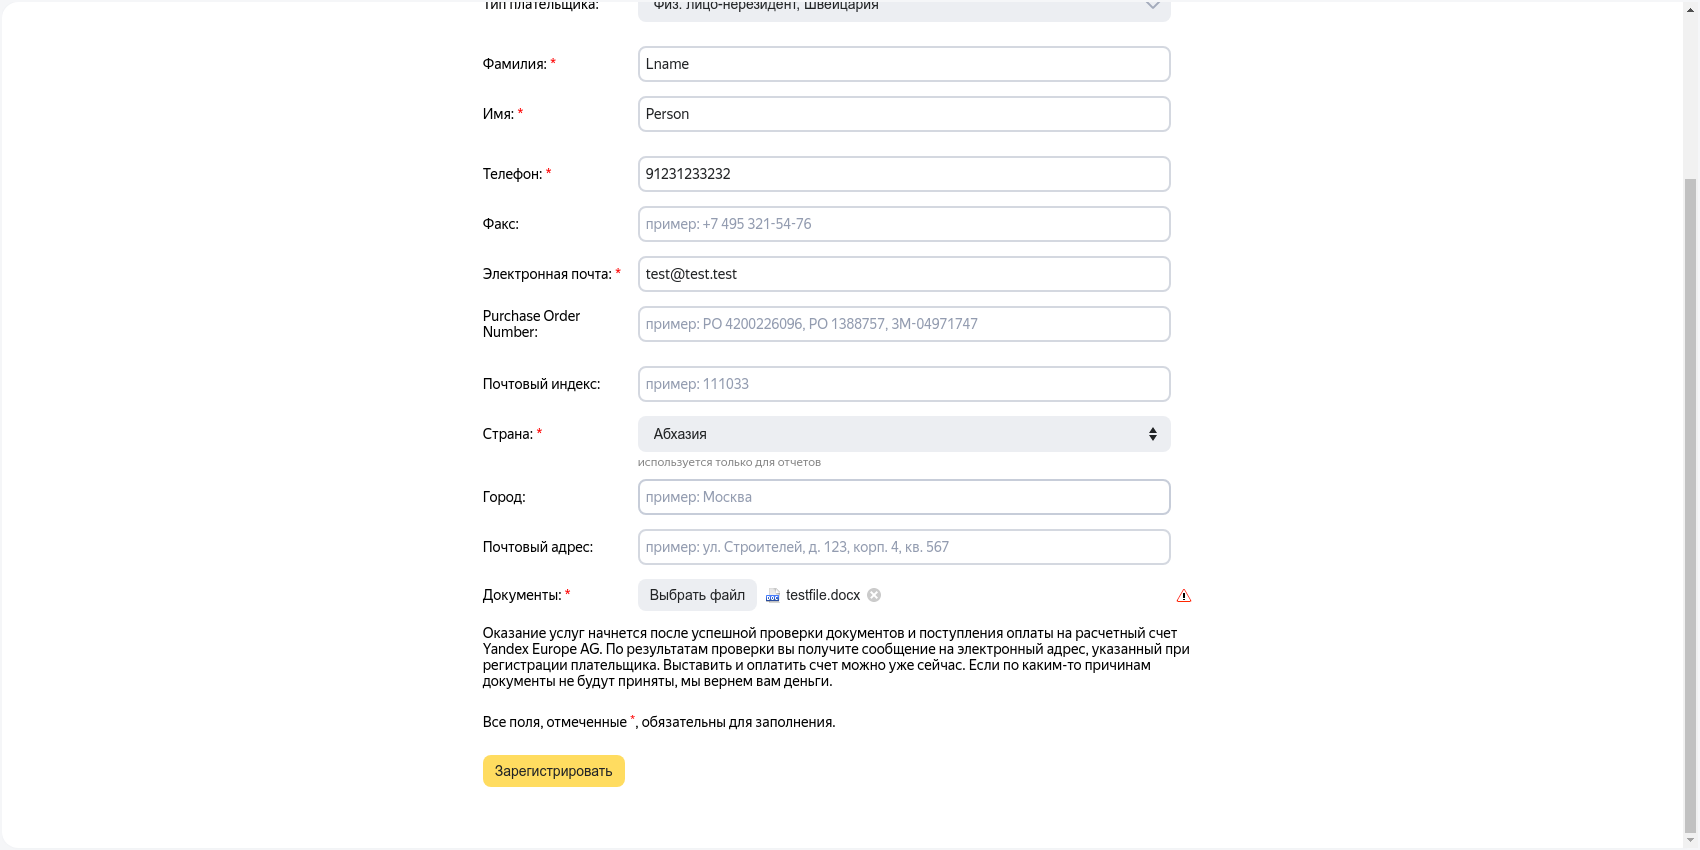 Тип плательщика: Физ. лицо-нерезидент, Швейцария
Фамилия: * Lname
Имя: * Person
Телефон: * 91231233232
Факс: пример: +7 495 321-54-76
Электронная почта: * test@test.test
Purchase Order
Number:
пример: PO 4200226096, PO 1388757, 3M-04971747
Почтовый индекс: пример: 111033
Страна: * Абхазия
используется только для отчетов
Город: пример: Москва
Почтовый адрес: пример: ул. Строителей, д. 123, корп. 4, кв. 567
Документы: * Выбрать файл DOC testfile.docx
Оказание услуг начнется после успешной проверки документов и поступления оплаты на расчетный счет
Yandex Europe AG. По результатам проверки вы получите сообщение на электронный адрес, указанный при
регистрации плательщика. Выставить и оплатить счет можно уже сейчас. Если по каким-то причинам
документы не будут приняты, мы вернем вам деньги.
Все поля, отмеченные *, обязательны для заполнения.
Зарегистрировать